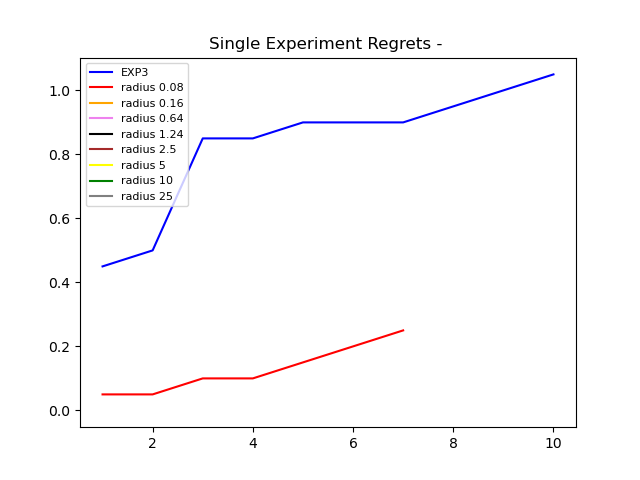 Single Experiment Regrets -
EXP3
radius 0.08
radius 0.16
radius 0.64
radius 1.24
radius 2.5
radius 5
radius 10
radius 25
1.0
0.8
0.6
0.4
0.2
0.0
2 4 6 8 10